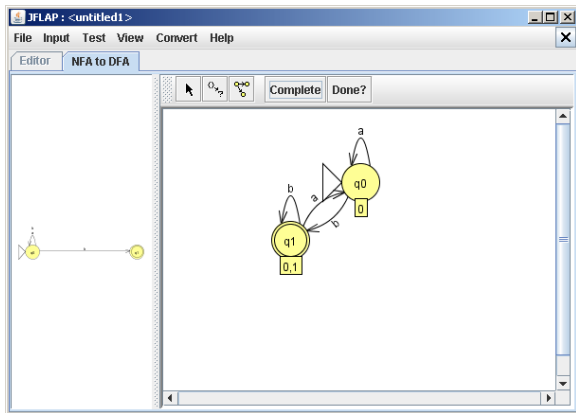 JFLAP : <untitled1>
File Input Test View Convert Help
Editor NFA to DFA
Complete Done?
a
q0
0
a
b
b
q1
0,1